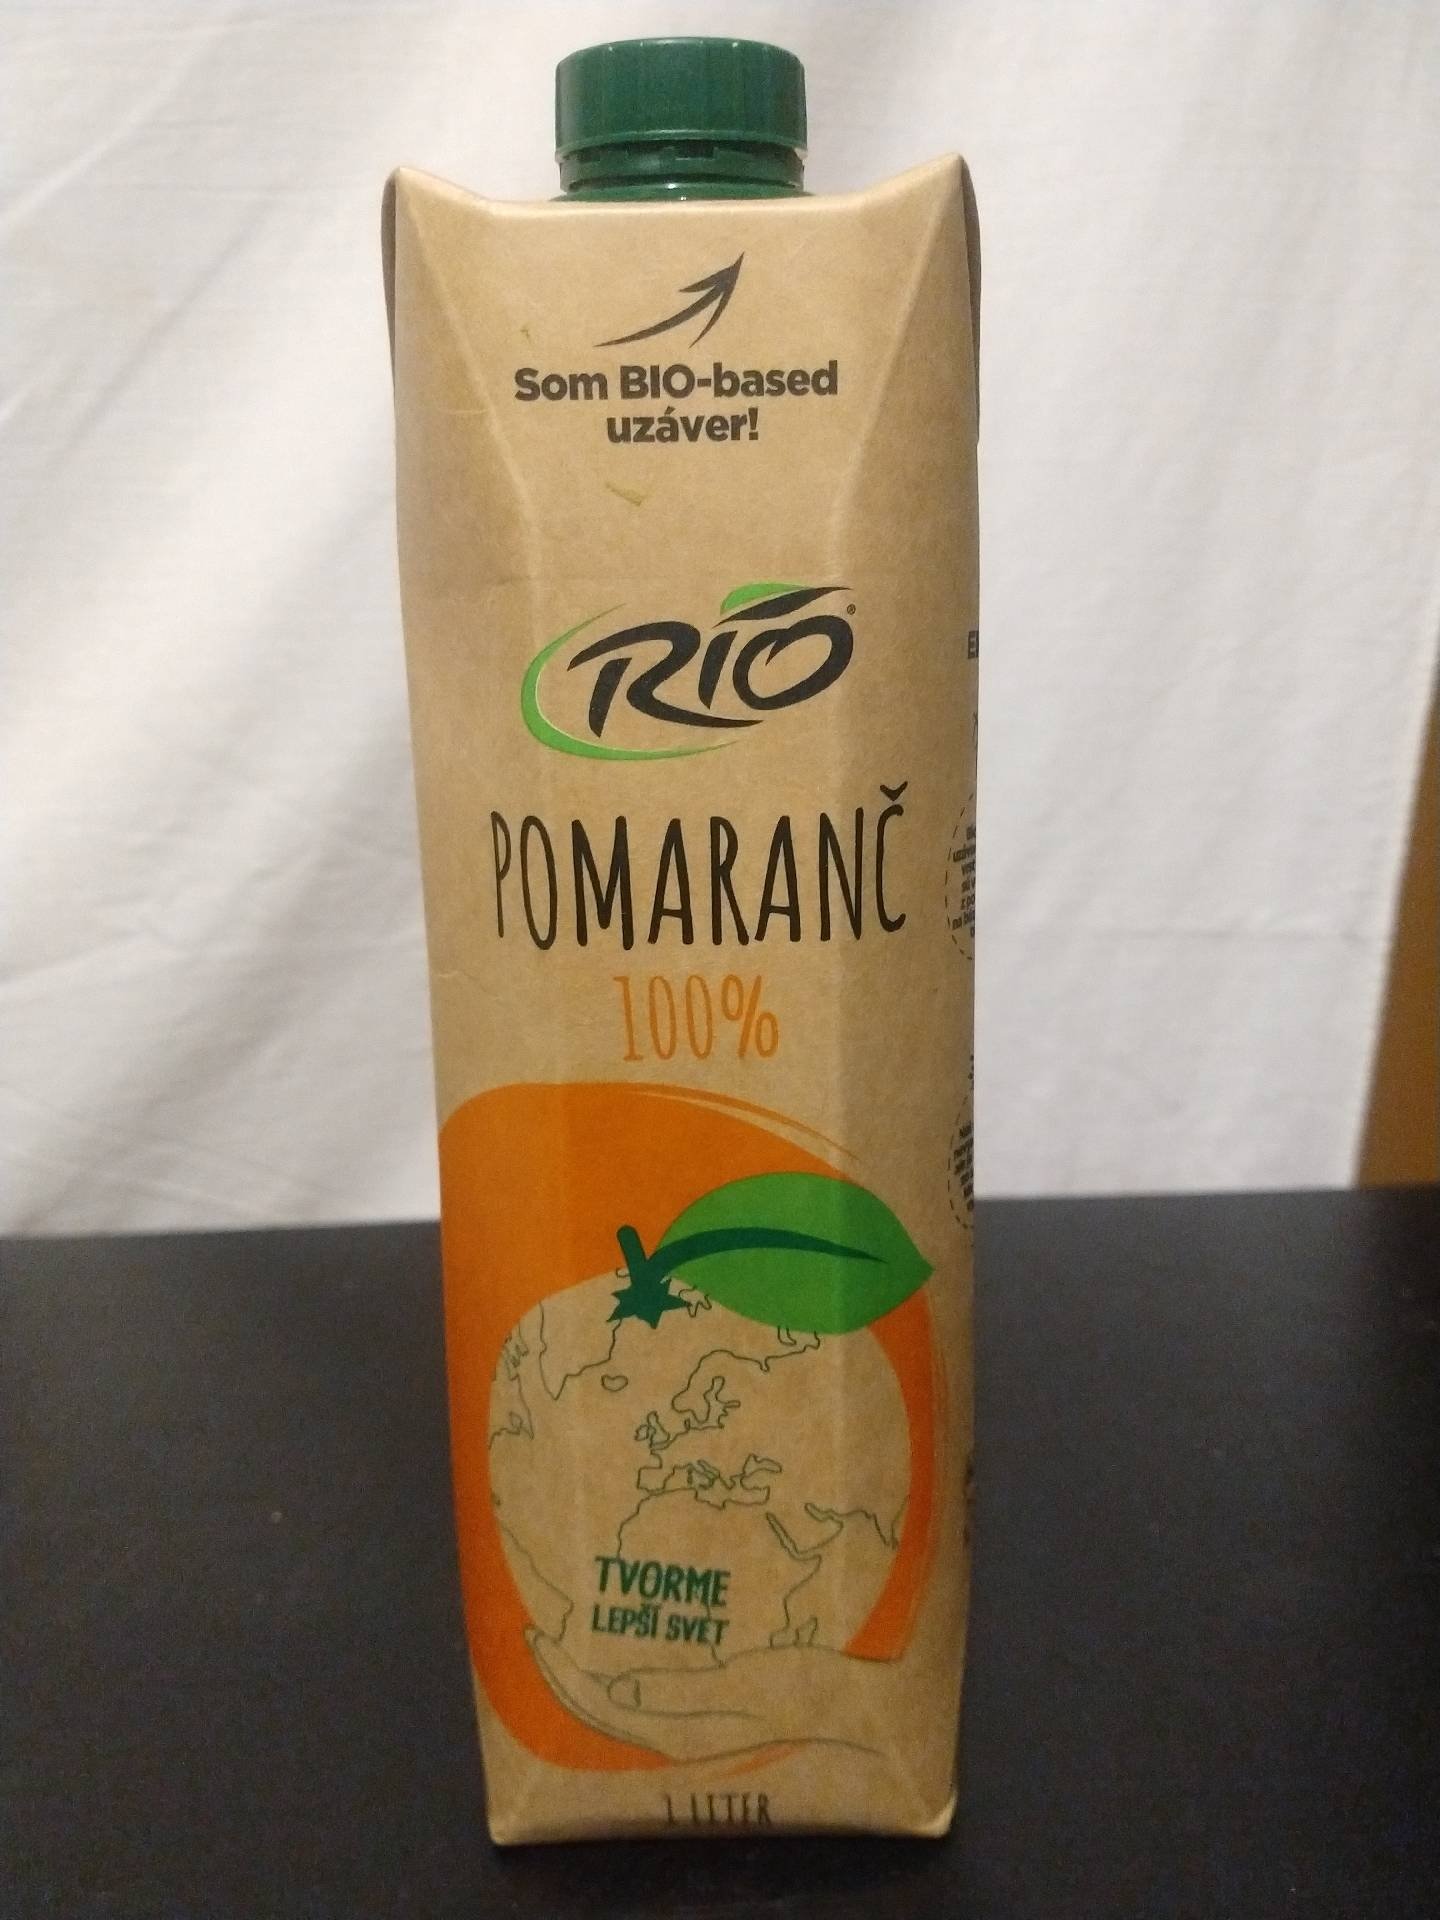 Som BIO-based
uzáver!
RIO®
POMARANČ
100%
TVORME
LEPŠÍ SVET
1 LITER